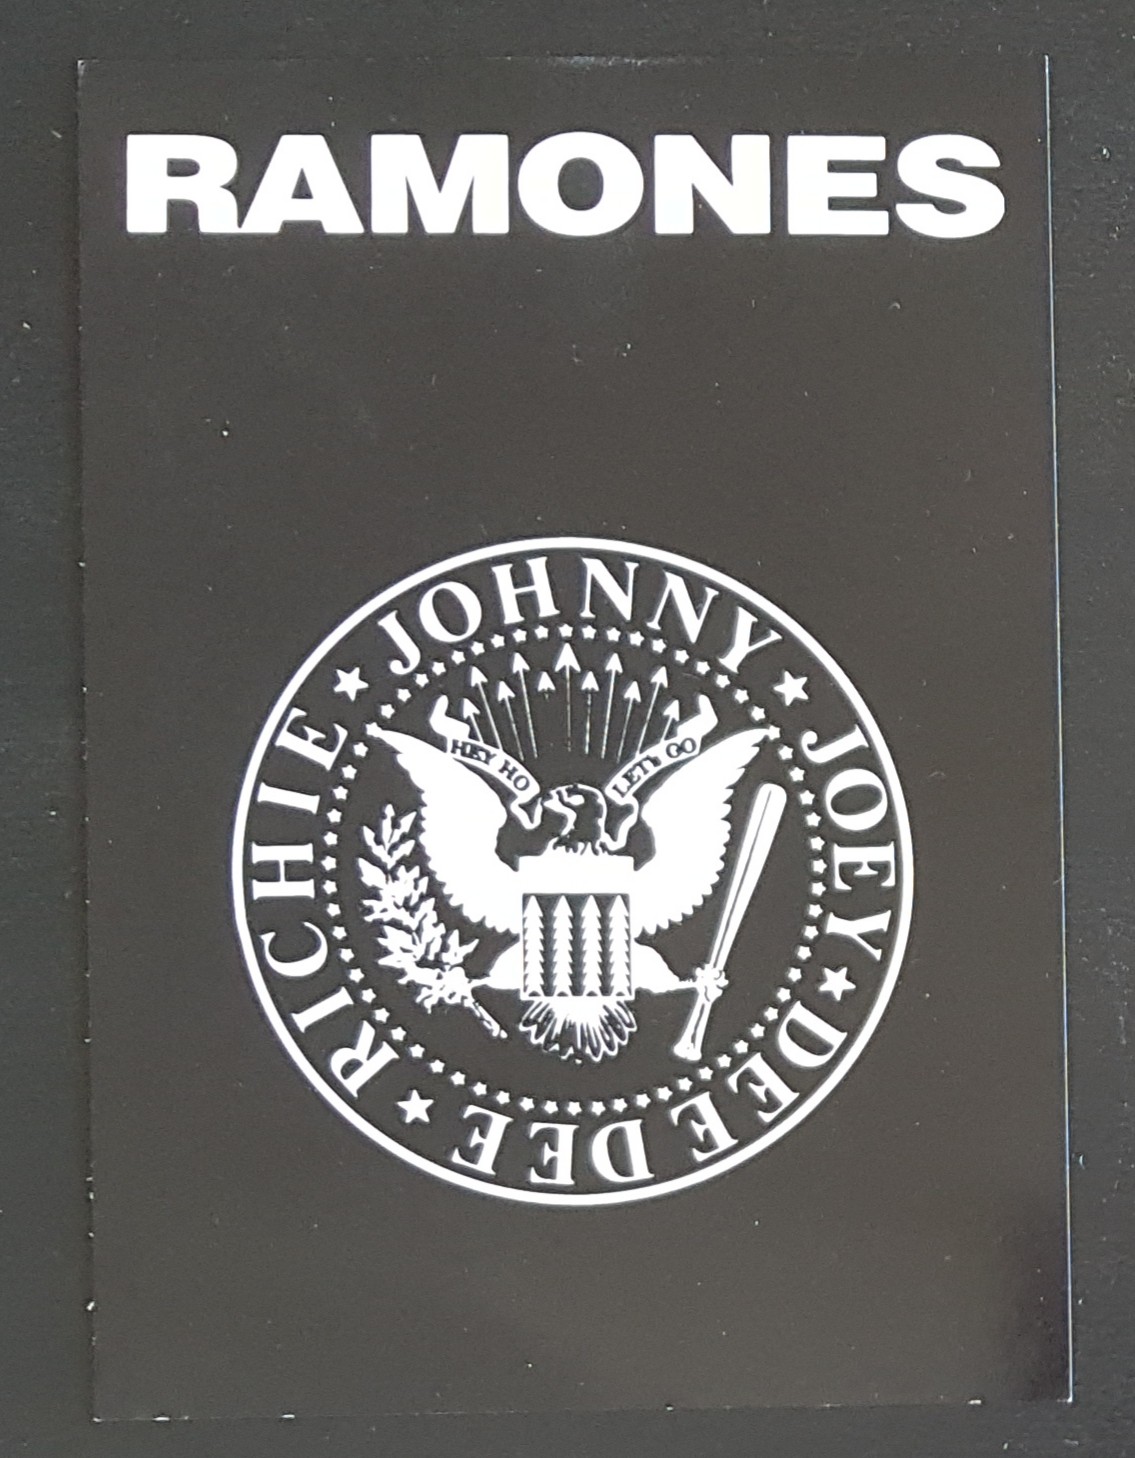 RAMONES
JOHNNY ★ JOEY ★ DEE DEE ★ RICHIE ★
HEY HO
LET's GO